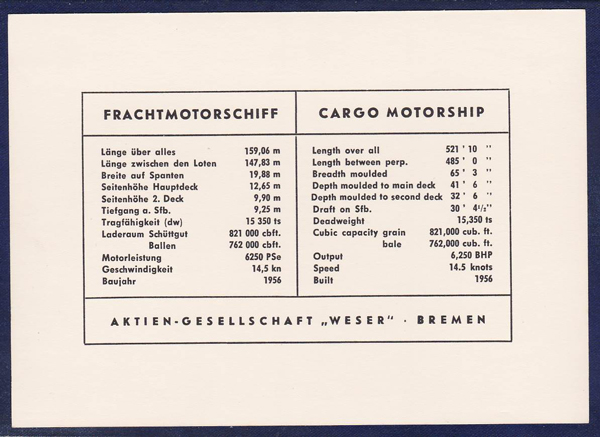 FRACHTMOTORSCHIFF
Länge über alles 159,06 m
Länge zwischen den Loten 147,83 m
Breite auf Spanten 19,88 m
Seitenhöhe Hauptdeck 12,65 m
Seitenhöhe 2. Deck 9,90 m
Tiefgang a. Sfb. 9,25 m
Tragfähigkeit (dw) 15 350 ts
Laderaum Schüttgut 821 000 cbft.
Ballen 762 000 cbft.
Motorleistung 6250 PSe
Geschwindigkeit 14,5 kn
Baujahr 1956
CARGO MOTORSHIP
Length over all 521 ' 10 "
Length between perp. 485 ' 0 "
Breadth moulded 65 ' 3 "
Depth moulded to main deck 41 ' 6 "
Depth moulded to second deck 32 ' 6 "
Draft on Sfb. 30 ' 4½"
Deadweight 15,350 ts
Cubic capacity grain 821,000 cub. ft.
bale 762,000 cub. ft.
Output 6,250 BHP
Speed 14.5 knots
Built 1956
AKTIEN-GESELLSCHAFT „WESER" · BREMEN